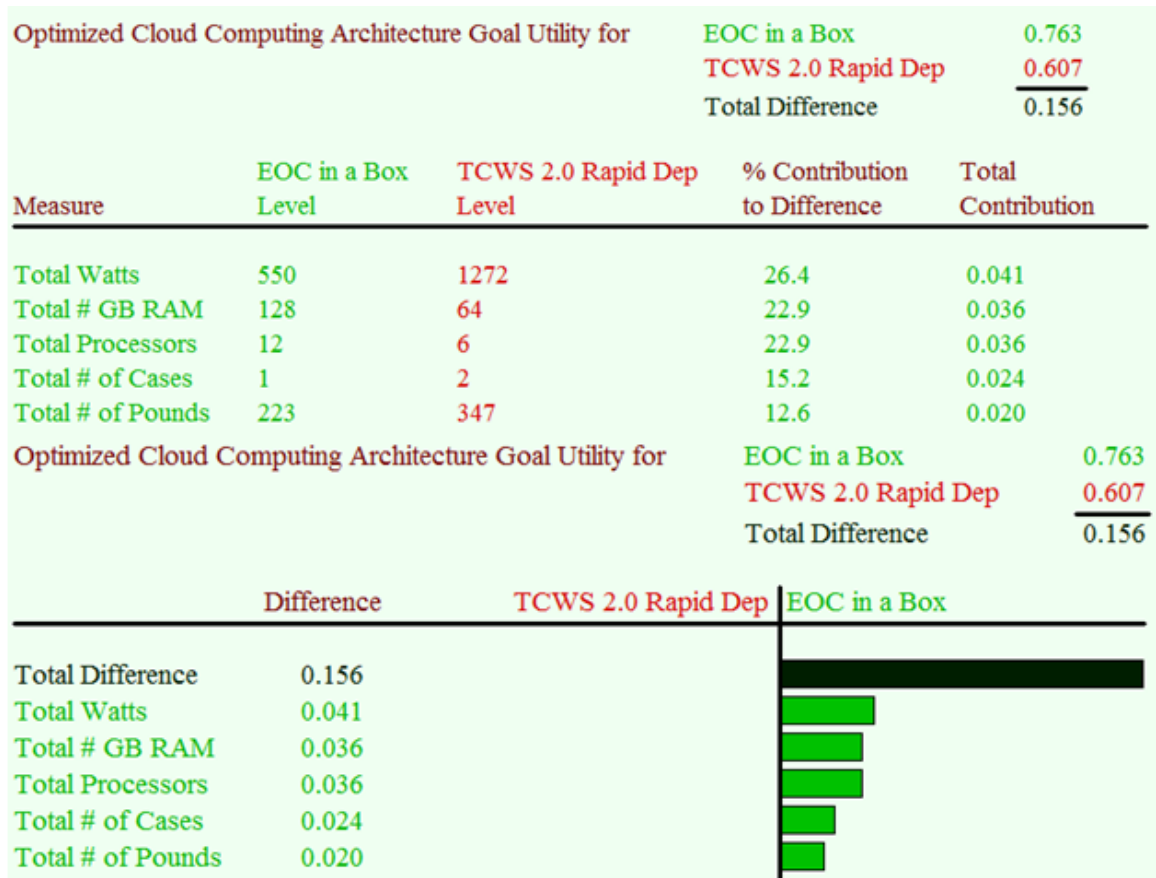 Optimized Cloud Computing Architecture Goal Utility for EOC in a Box 0.763
TCWS 2.0 Rapid Dep 0.607
Total Difference 0.156
EOC in a Box TCWS 2.0 Rapid Dep % Contribution Total
Measure Level Level to Difference Contribution
Total Watts 550 1272 26.4 0.041
Total # GB RAM 128 64 22.9 0.036
Total Processors 12 6 22.9 0.036
Total # of Cases 1 2 15.2 0.024
Total # of Pounds 223 347 12.6 0.020
Optimized Cloud Computing Architecture Goal Utility for EOC in a Box 0.763
TCWS 2.0 Rapid Dep 0.607
Total Difference 0.156
Difference TCWS 2.0 Rapid Dep EOC in a Box
Total Difference 0.156
Total Watts 0.041
Total # GB RAM 0.036
Total Processors 0.036
Total # of Cases 0.024
Total # of Pounds 0.020